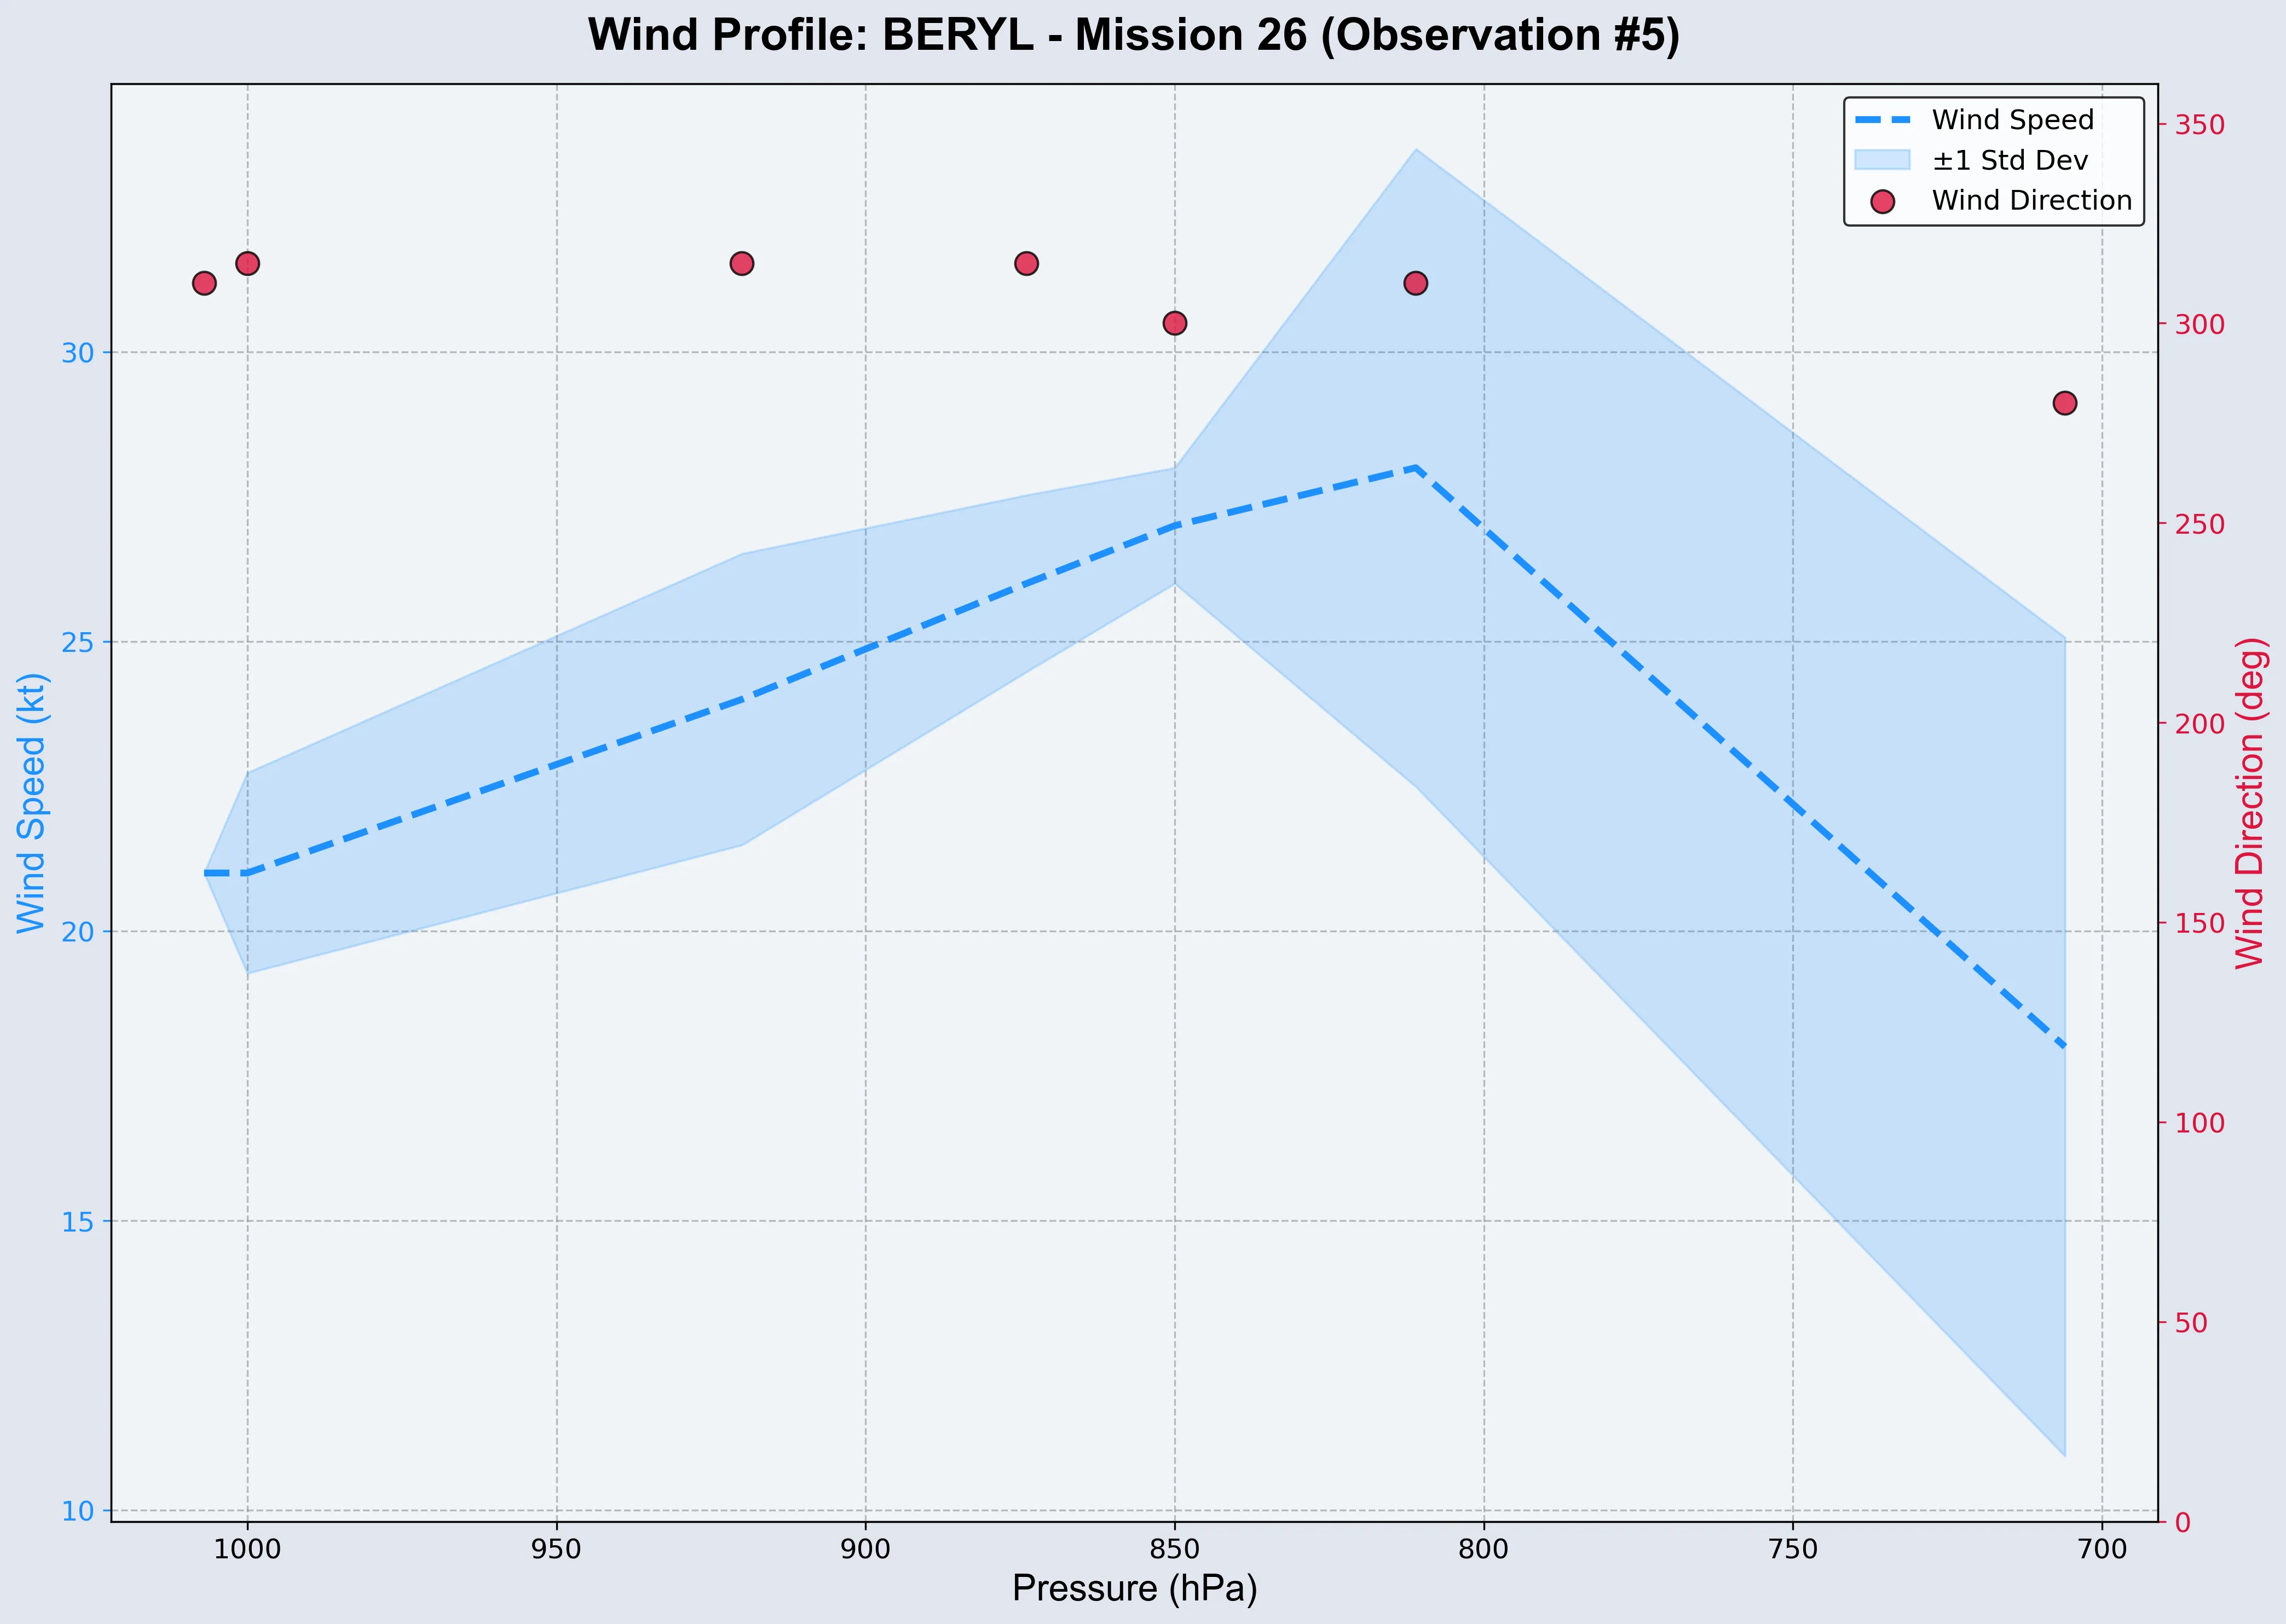 Wind Profile: BERYL - Mission 26 (Observation #5)
Wind Speed
±1 Std Dev
Wind Direction
30
25
20
15
10
Wind Speed (kt)
350
300
250
200
150
100
50
0
Wind Direction (deg)
1000
950
900
850
800
750
700
Pressure (hPa)